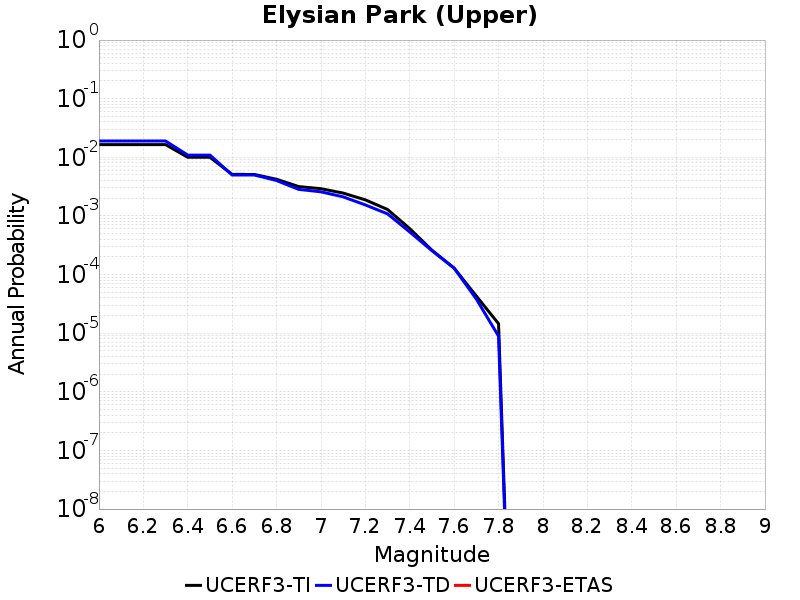 Elysian Park (Upper)
Annual Probability
10^0
10^-1
10^-2
10^-3
10^-4
10^-5
10^-6
10^-7
10^-8
6 6.2 6.4 6.6 6.8 7 7.2 7.4 7.6 7.8 8 8.2 8.4 8.6 8.8 9
Magnitude
UCERF3-TI UCERF3-TD UCERF3-ETAS